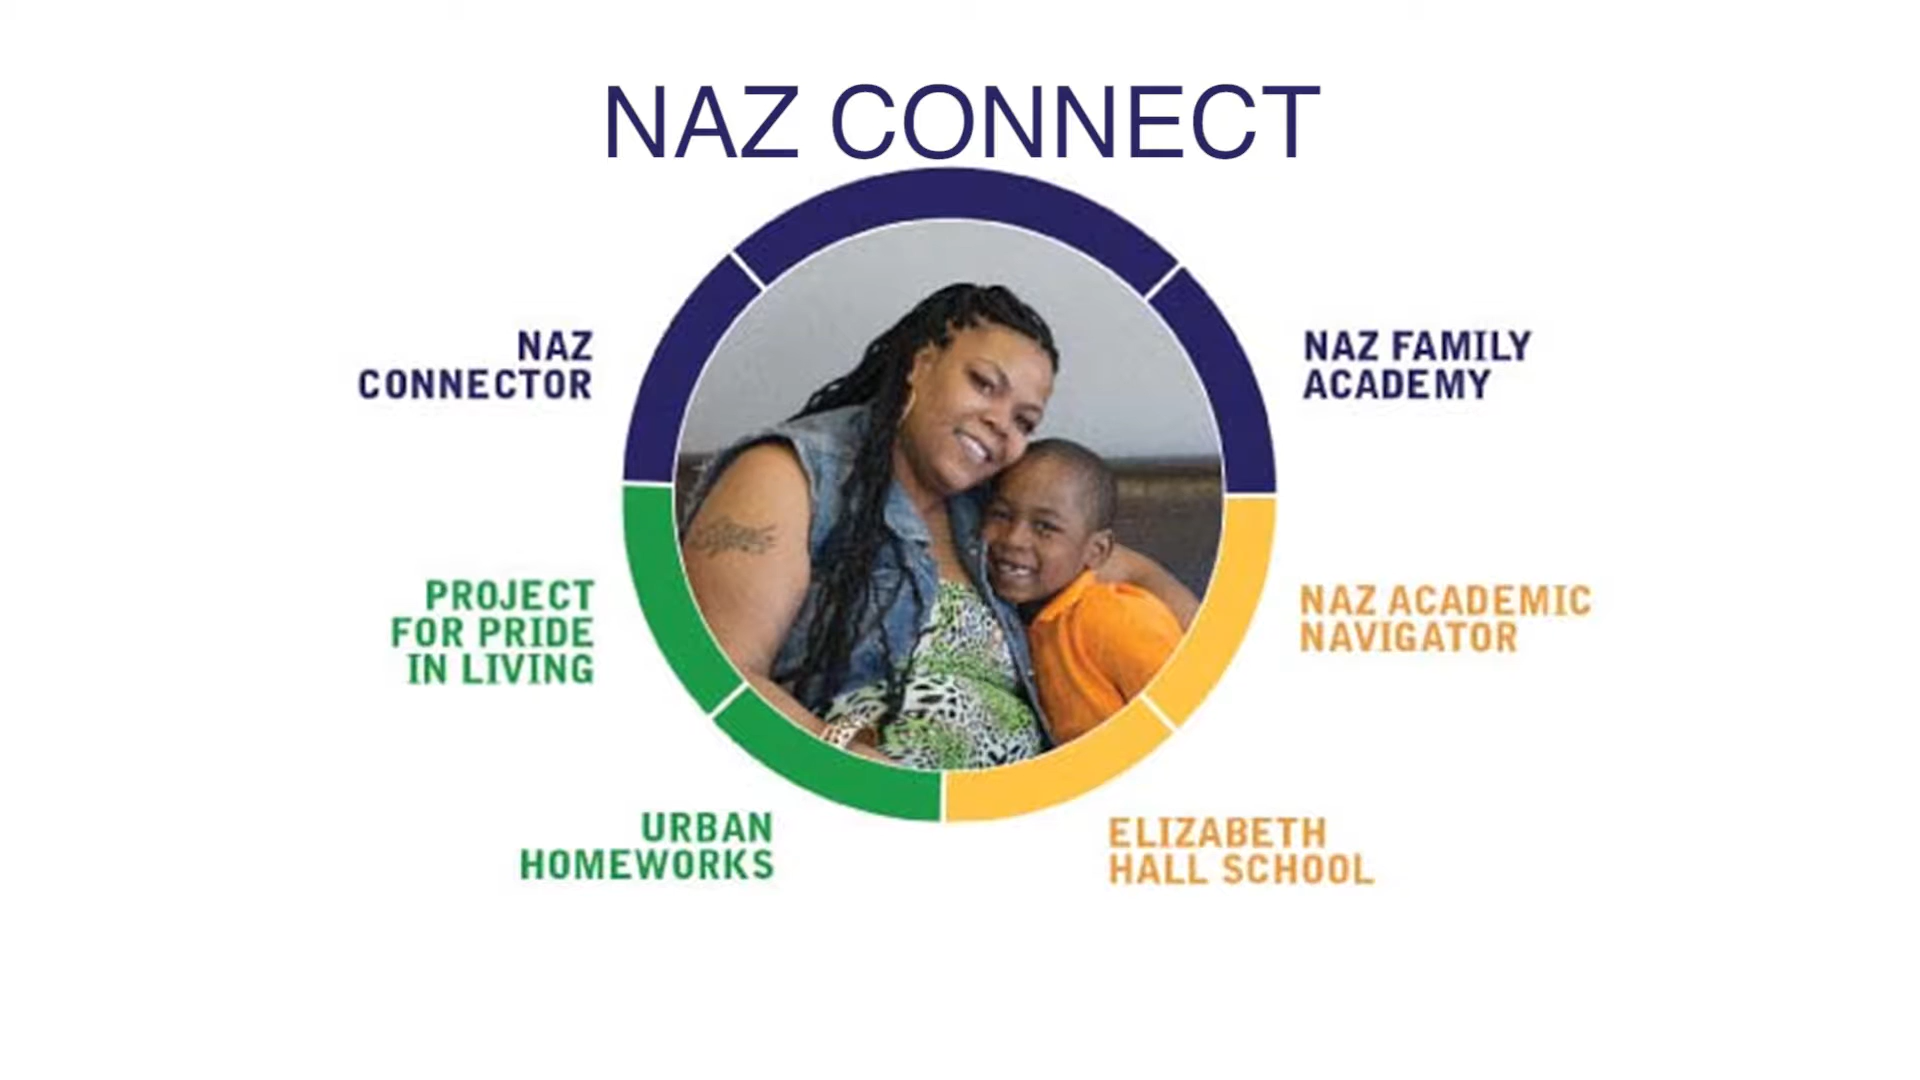 NAZ CONNECT
NAZ
CONNECTOR
NAZ FAMILY
ACADEMY
PROJECT
FOR PRIDE
IN LIVING
NAZ ACADEMIC
NAVIGATOR
URBAN
HOMEWORKS
ELIZABETH
HALL SCHOOL